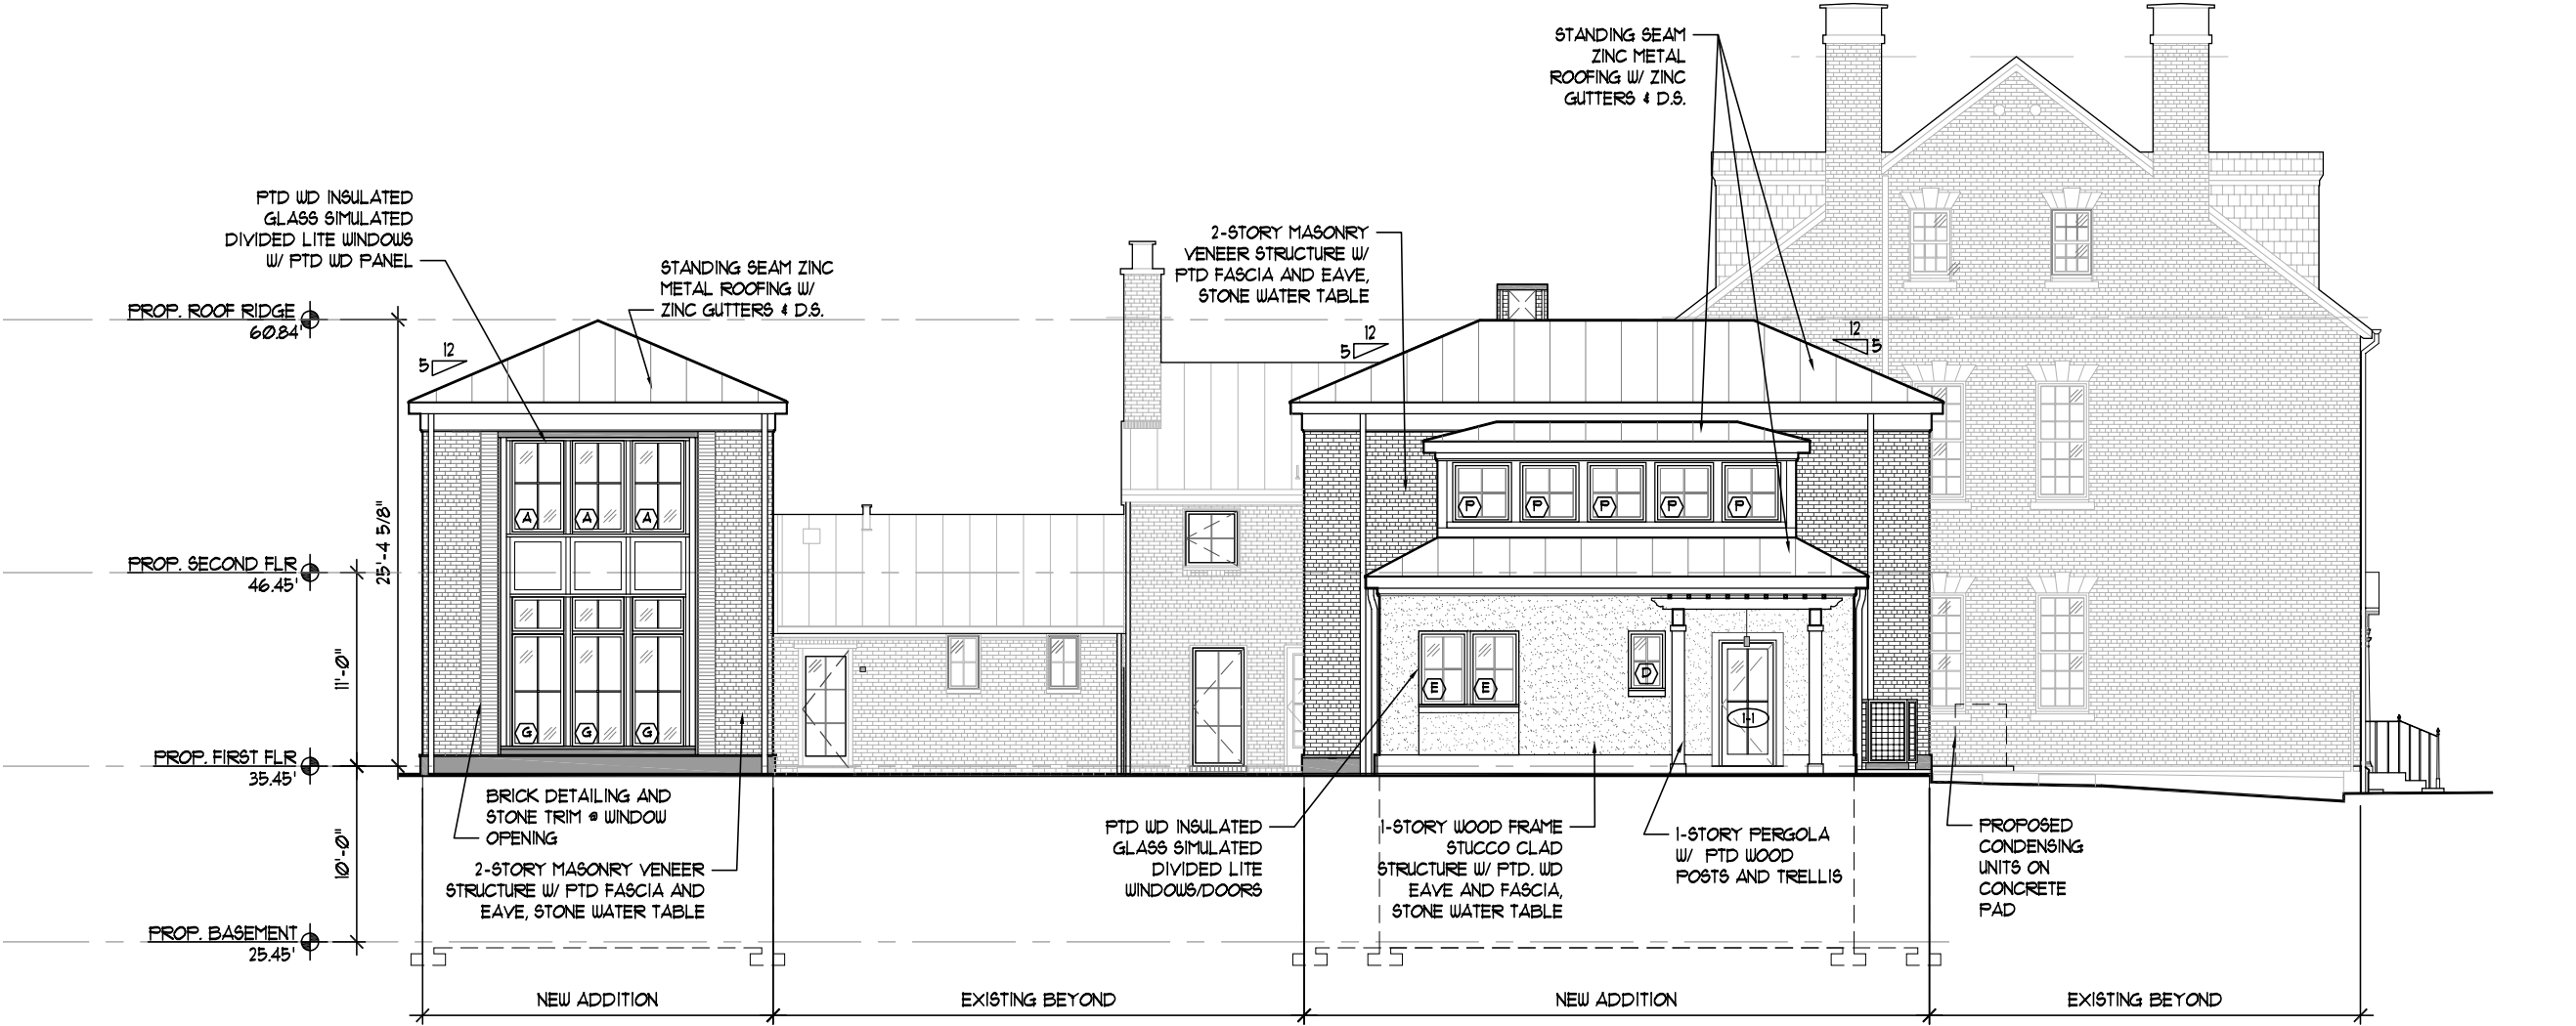 STANDING SEAM
ZINC METAL
ROOFING W/ ZINC
GUTTERS & D.S.
PTD WD INSULATED
GLASS SIMULATED
DIVIDED LITE WINDOWS
W/ PTD WD PANEL
STANDING SEAM ZINC
METAL ROOFING W/
ZINC GUTTERS & D.S.
2-STORY MASONRY
VENEER STRUCTURE W/
PTD FASCIA AND EAVE,
STONE WATER TABLE
PROP. ROOF RIDGE
60.84'
12
5
12
5
12
5
A A A
P P P P P
25'-4 5/8"
PROP. SECOND FLR
46.45'
11'-0"
E E
D
1-1
G G G
PROP. FIRST FLR
35.45'
BRICK DETAILING AND
STONE TRIM @ WINDOW
OPENING
2-STORY MASONRY VENEER
STRUCTURE W/ PTD FASCIA AND
EAVE, STONE WATER TABLE
PTD WD INSULATED
GLASS SIMULATED
DIVIDED LITE
WINDOWS/DOORS
1-STORY WOOD FRAME
STUCCO CLAD
STRUCTURE W/ PTD. WD
EAVE AND FASCIA,
STONE WATER TABLE
1-STORY PERGOLA
W/ PTD WOOD
POSTS AND TRELLIS
PROPOSED
CONDENSING
UNITS ON
CONCRETE
PAD
10'-0"
PROP. BASEMENT
25.45'
NEW ADDITION
EXISTING BEYOND
NEW ADDITION
EXISTING BEYOND